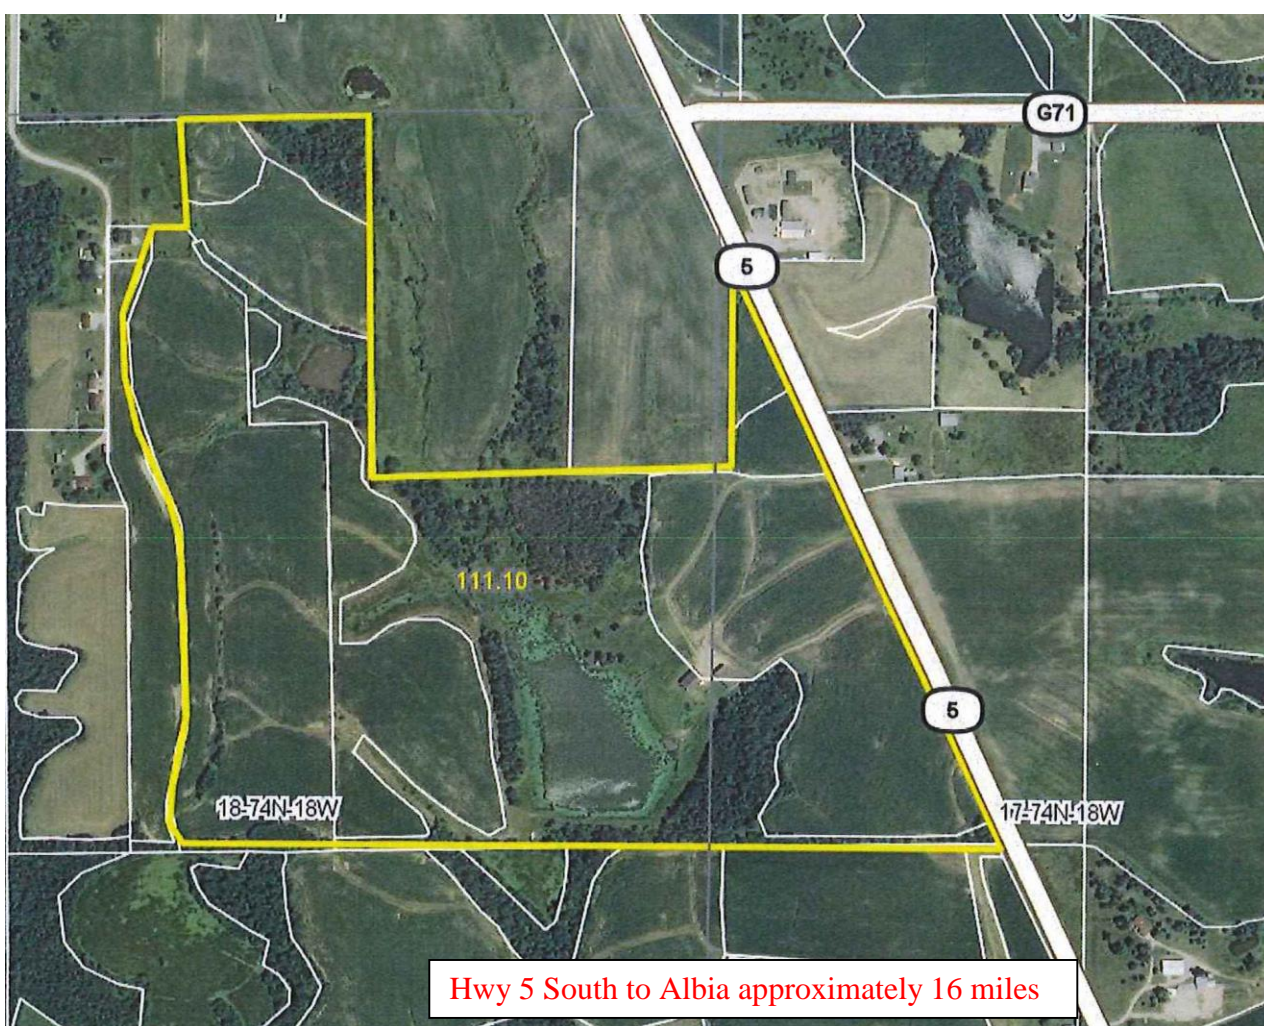 G71
5
111.10
5
18-74N-18W
17-74N-18W
Hwy 5 South to Albia approximately 16 miles